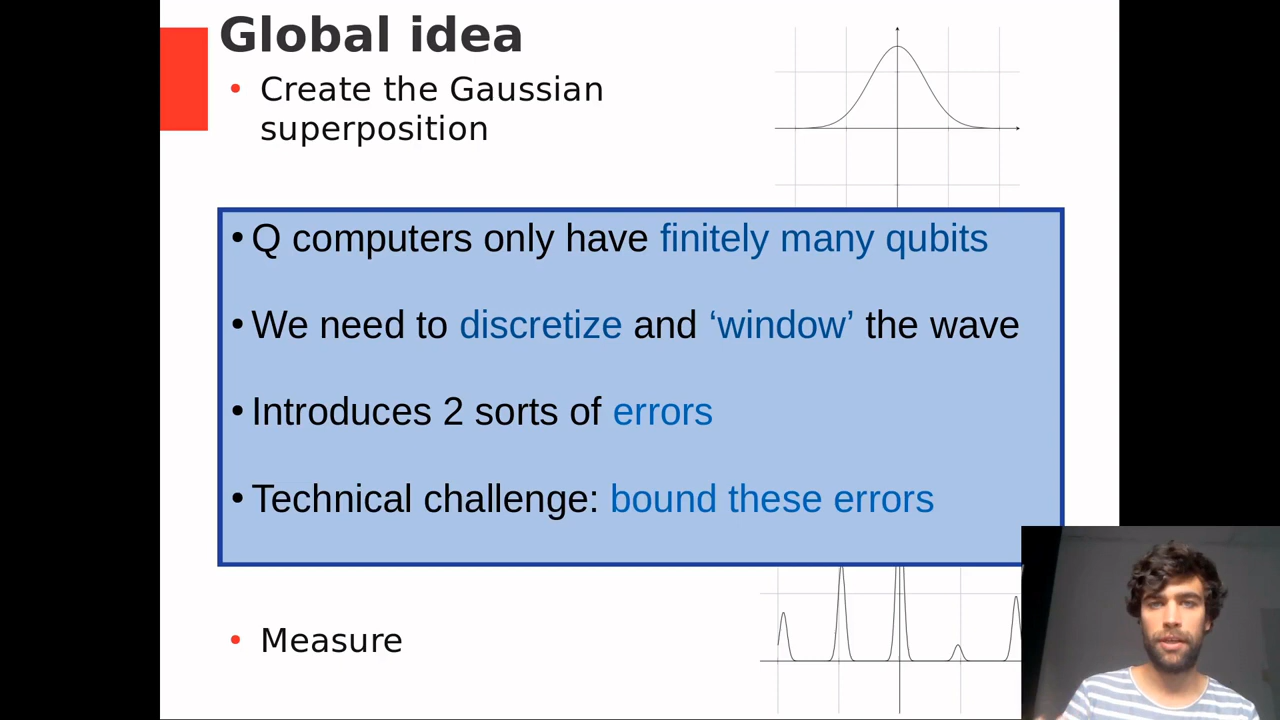 Global idea
• Create the Gaussian
superposition
• Q computers only have finitely many qubits
• We need to discretize and ‘window’ the wave
• Introduces 2 sorts of errors
• Technical challenge: bound these errors
• Measure